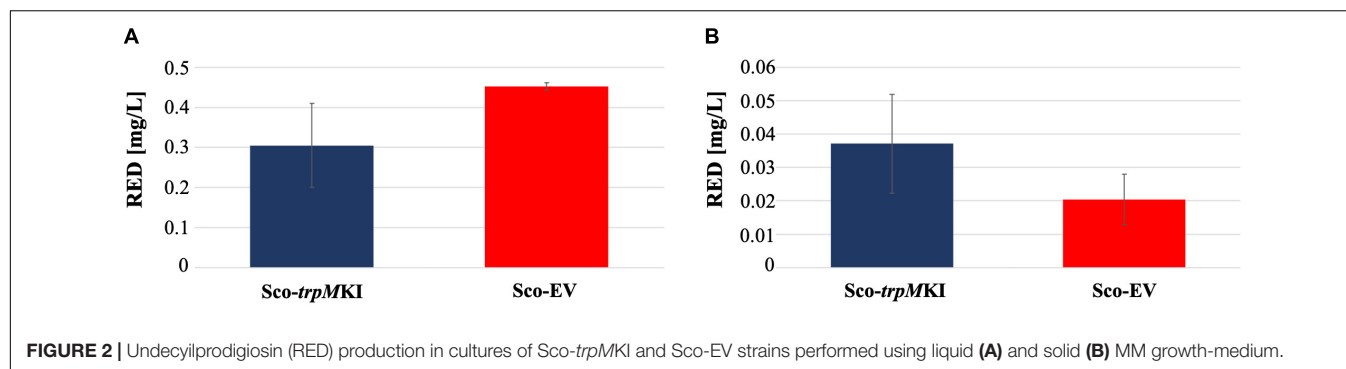 A
B
RED [mg/L]
0.5
0.4
0.3
0.2
0.1
0
Sco-trpMKI
Sco-EV
RED [mg/L]
0.06
0.05
0.04
0.03
0.02
0.01
0
Sco-trpMKI
Sco-EV
FIGURE 2 | Undecyilprodigiosin (RED) production in cultures of Sco-trpMKI and Sco-EV strains performed using liquid (A) and solid (B) MM growth-medium.